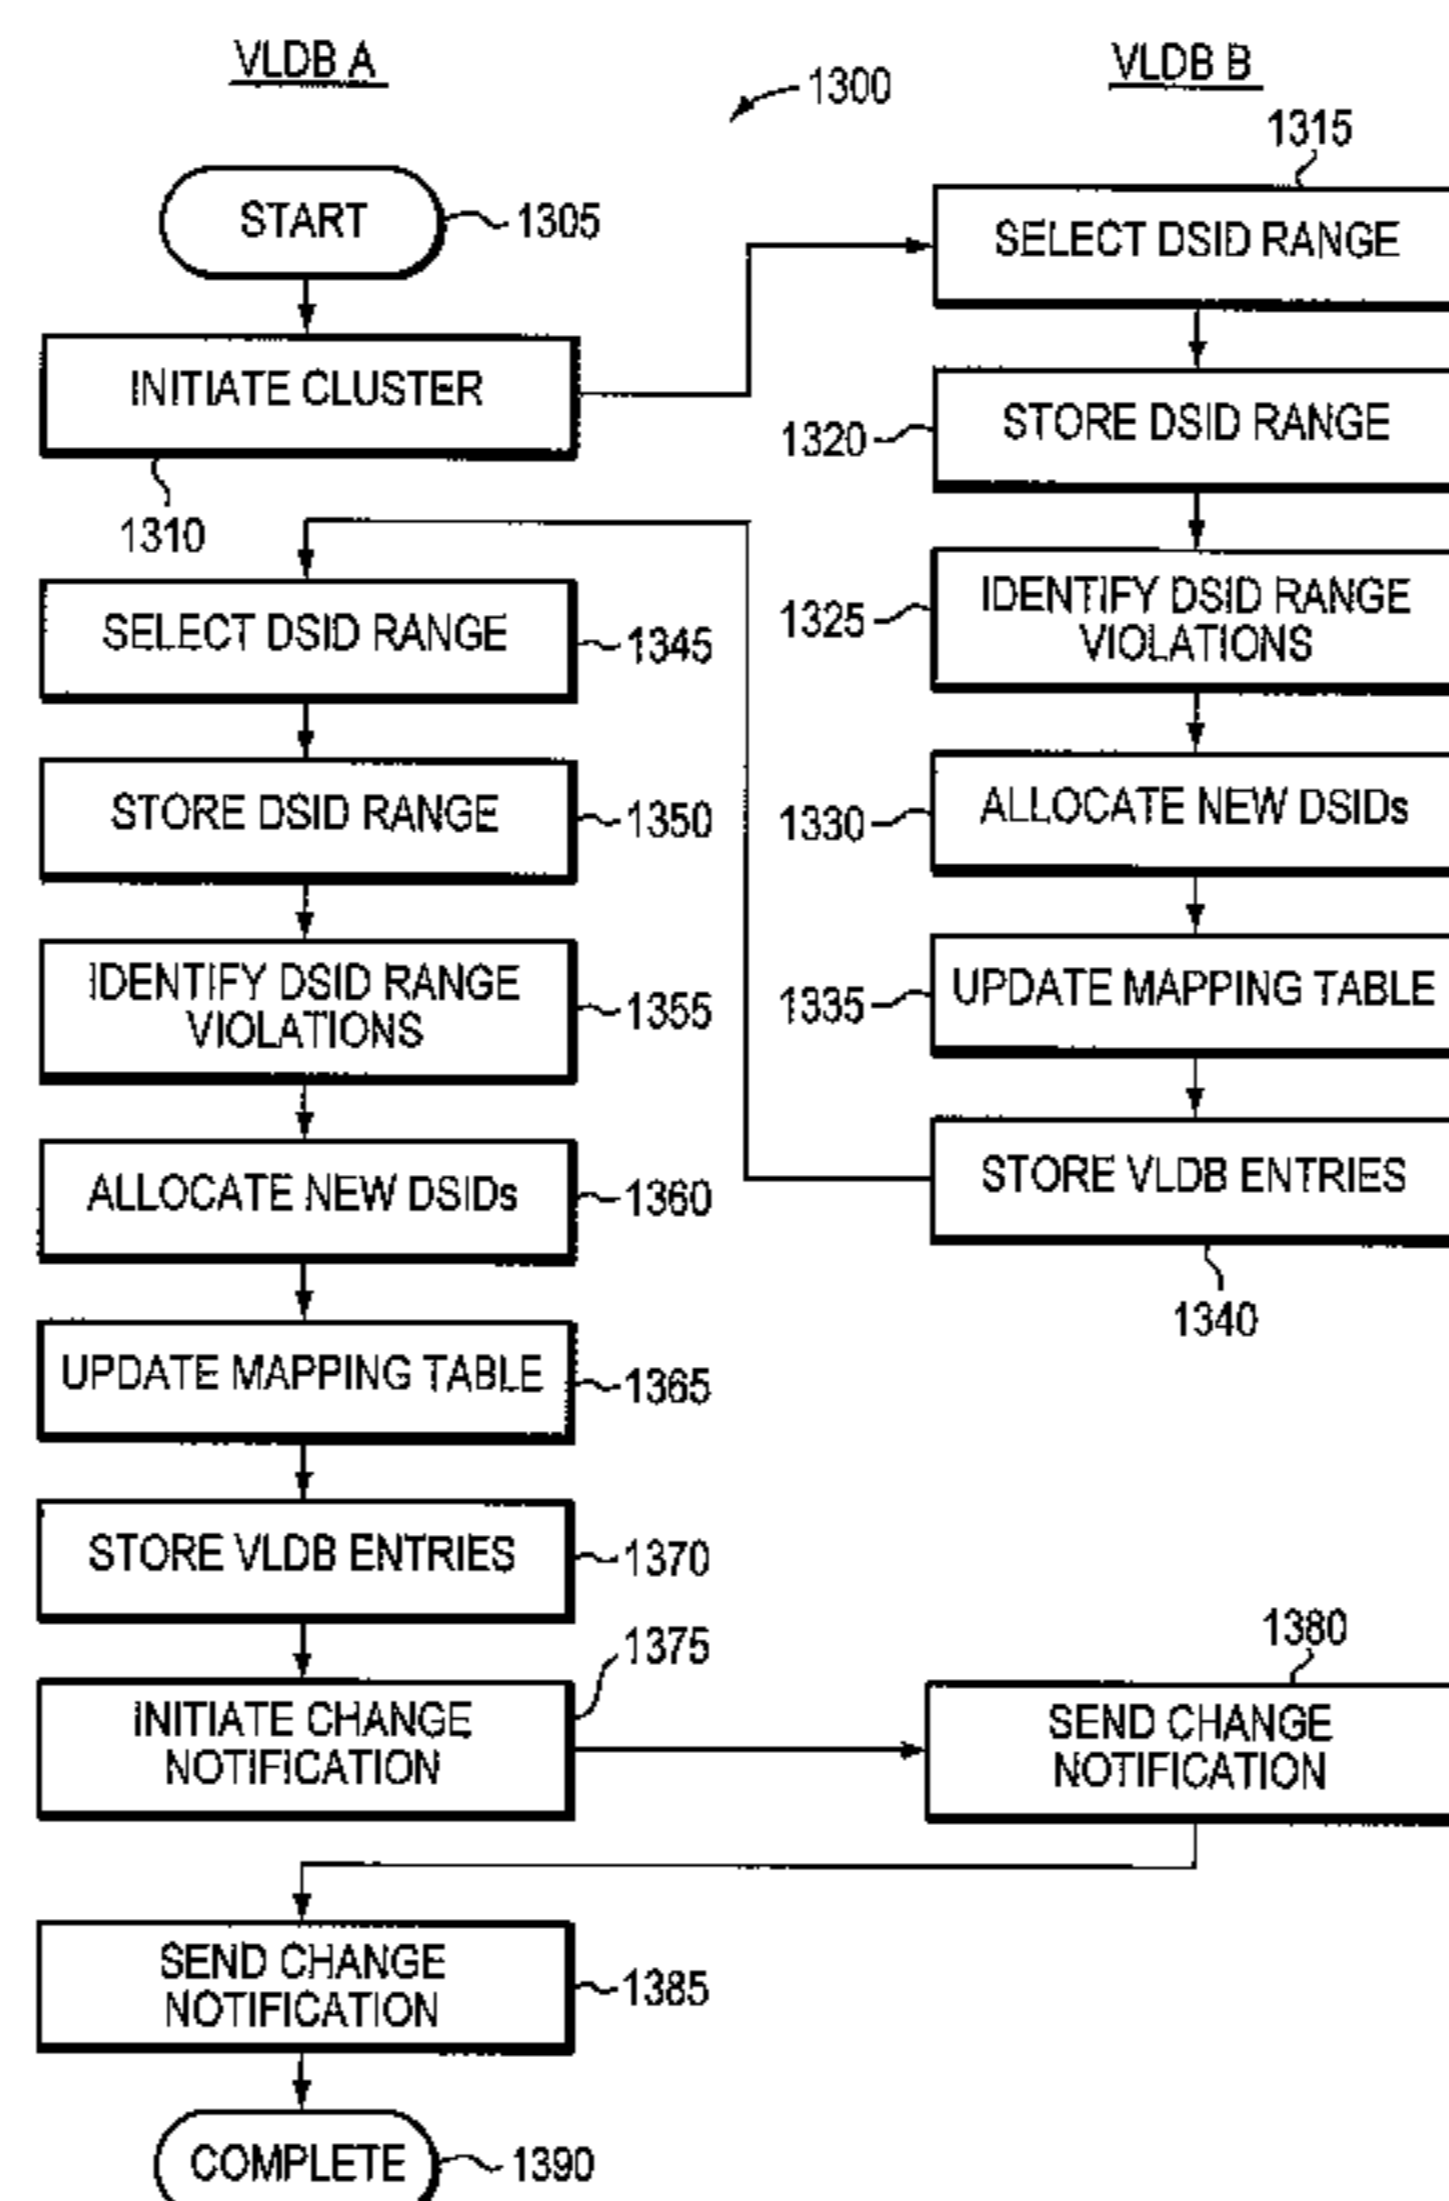 VLDB A
VLDB B
1300
1315
START
1305
SELECT DSID RANGE
INITIATE CLUSTER
1310
STORE DSID RANGE
1320
IDENTIFY DSID RANGE
VIOLATIONS
1325
SELECT DSID RANGE
1345
ALLOCATE NEW DSIDs
1330
STORE DSID RANGE
1350
UPDATE MAPPING TABLE
1335
IDENTIFY DSID RANGE
VIOLATIONS
1355
STORE VLDB ENTRIES
1340
ALLOCATE NEW DSIDs
1360
UPDATE MAPPING TABLE
1365
STORE VLDB ENTRIES
1370
1375
INITIATE CHANGE
NOTIFICATION
1380
SEND CHANGE
NOTIFICATION
SEND CHANGE
NOTIFICATION
1385
COMPLETE
1390